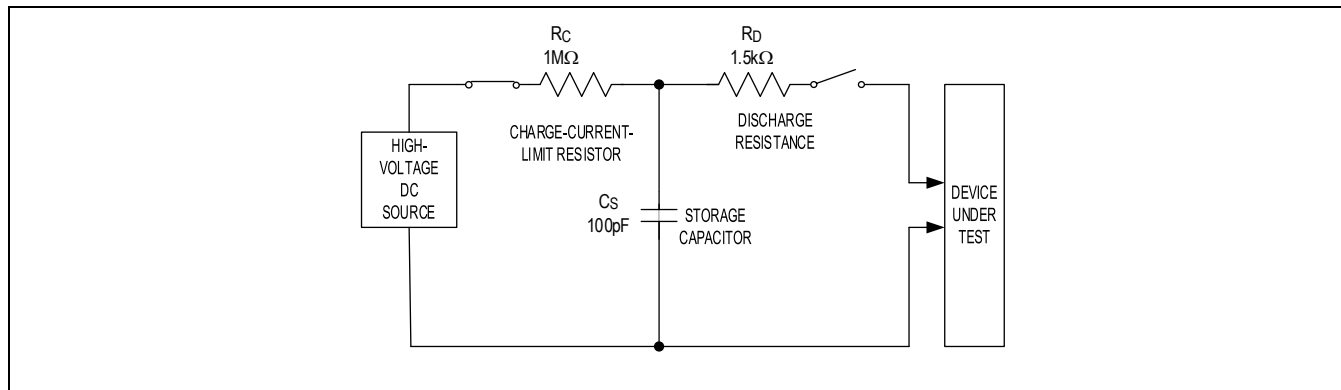 RC
1MΩ
RD
1.5kΩ
CHARGE-CURRENT-
LIMIT RESISTOR
DISCHARGE
RESISTANCE
HIGH-
VOLTAGE
DC
SOURCE
CS
100pF
STORAGE
CAPACITOR
DEVICE
UNDER
TEST